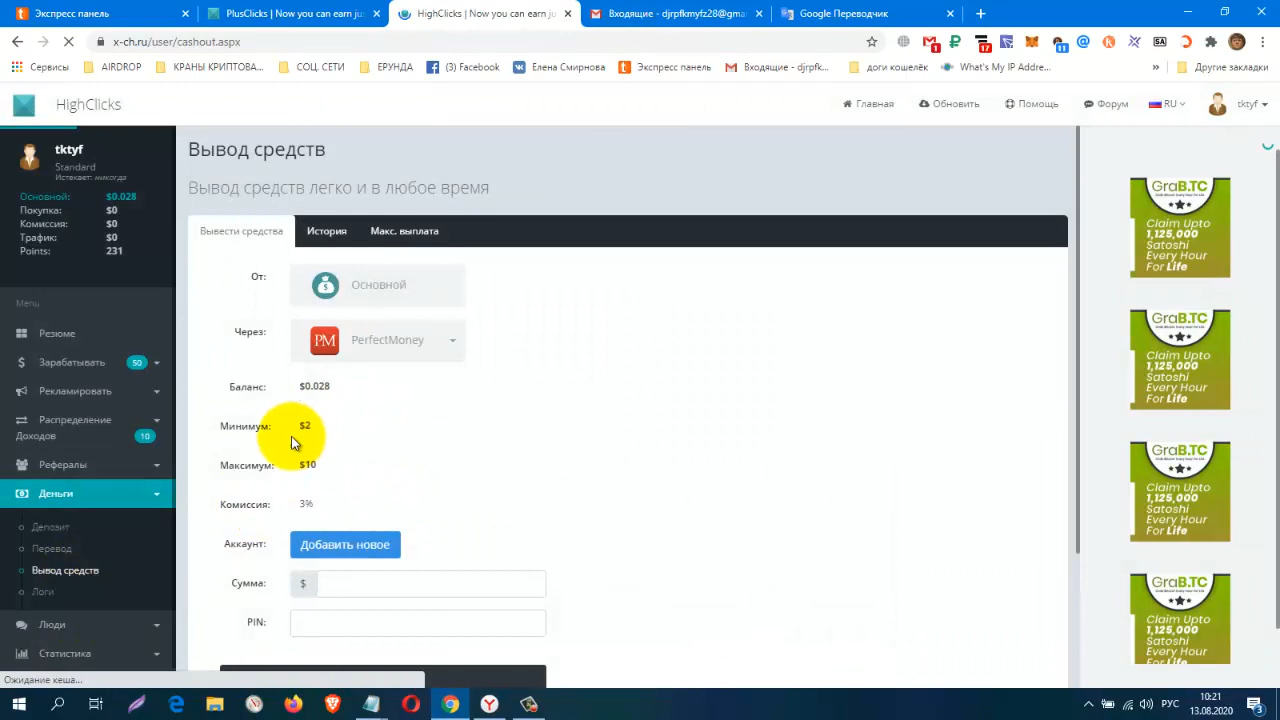 Экспресс панель
PlusClicks | Now you can earn ju:
HighClicks | Now you can earn ju
Входящие - djrpfkmyfz28@gma
Google Переводчик
x-ch.ru/user/cashout.aspx
1
17
11
Сервисы
AIRDROP
КРАНЫ КРИПТОВА...
СОЦ. СЕТИ
ЕРУНДА
(3) Facebook
Елена Смирнова
Экспресс панель
Входящие - djrpfk...
доги кошелёк
What's My IP Addre...
»
Другие закладки
HighClicks
Главная
Обновить
Помощь
Форум
RU
tktyf
tktyf
Standard
Истекает: никогда
Основной: $0.028
Покупка: $0
Комиссия: $0
Трафик: $0
Points: 231
Menu
Резюме
Зарабатывать 50
Рекламировать
Распределение
Доходов 10
Рефералы
Деньги
Депозит
Перевод
Вывод средств
Логи
Люди
Статистика
Вывод средств
Вывод средств легко и в любое время
Вывести средства
История
Макс. выплата
От: Основной
Через: PM PerfectMoney
Баланс: $0.028
Минимум: $2
Максимум: $10
Комиссия: 3%
Аккаунт: Добавить новое
Сумма: $
PIN:
GraB.TC
Claim Upto
1,125,000
Satoshi
Every Hour
For Life
GraB.TC
Claim Upto
1,125,000
Satoshi
Every Hour
For Life
GraB.TC
Claim Upto
1,125,000
Satoshi
Every Hour
For Life
GraB.TC
Claim Upto
1,125,000
Satoshi
Every Hour
For Life
Ожидание кеша...
РУС
10:21
13.08.2020
3